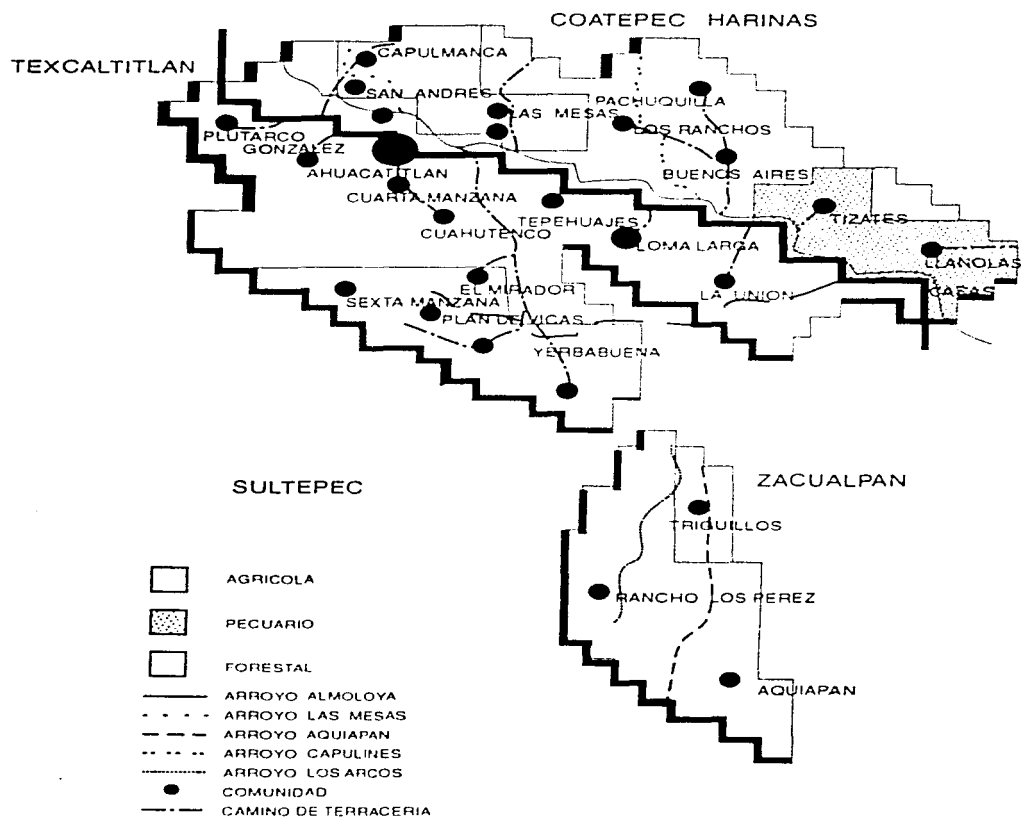 COATEPEC HARINAS
TEXCALTITLAN
CAPULMANCA
SAN ANDRES
PACHUQUILLA
LAS MESAS
LOS RANCHOS
PLUTARCO
GONZALEZ
AHUACATITLAN
BUENOS AIRES
CUARTA MANZANA
TEPEHUAJES
TIZATES
CUAHUTENCO
LOMA LARGA
LLANOLAS
CASAS
EL MIRADOR
LA UNION
SEXTA MANZANA
PLAN DE VIGAS
YERBABUENA
SULTEPEC
ZACUALPAN
TRIGUILLOS
RANCHO LOS PEREZ
AQUIAPAN
AGRICOLA
PECUARIO
FORESTAL
ARROYO ALMOLOYA
ARROYO LAS MESAS
ARROYO AQUIAPAN
ARROYO CAPULINES
ARROYO LOS ARCOS
COMUNIDAD
CAMINO DE TERRACERIA